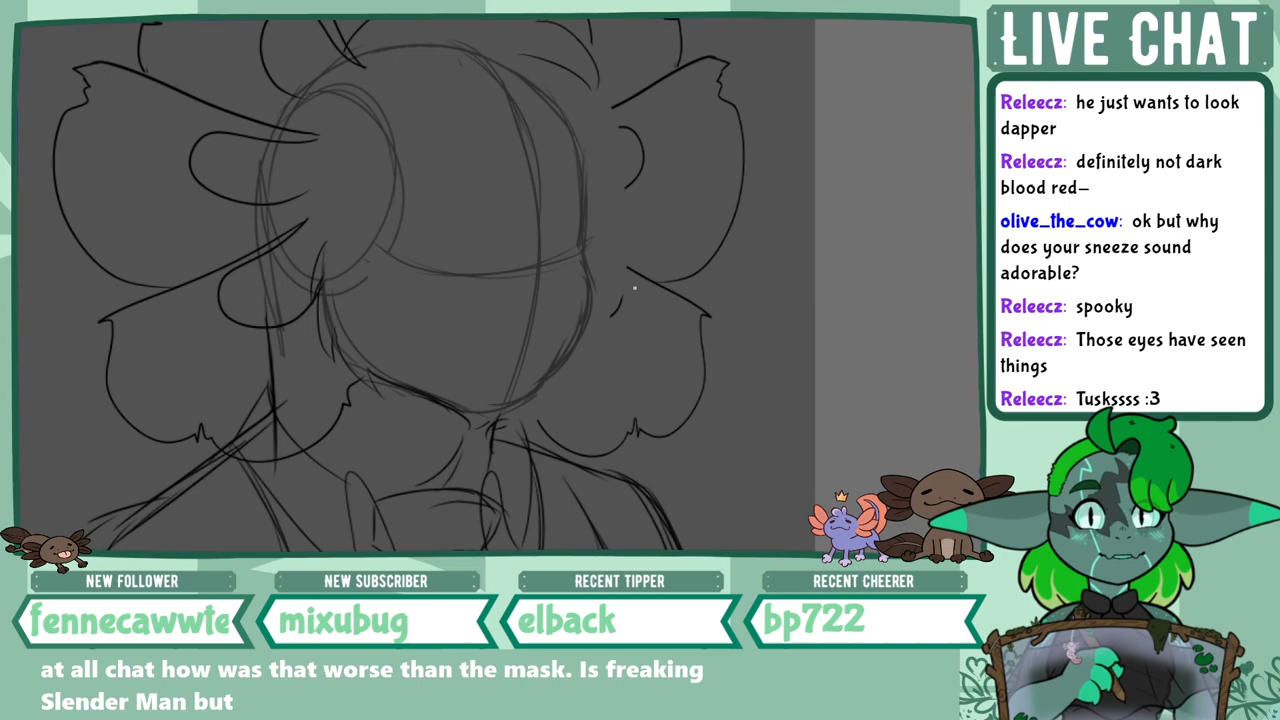 LIVE CHAT
Releecz: he just wants to look
dapper
Releecz: definitely not dark
blood red-
olive_the_cow: ok but why
does your sneeze sound
adorable?
Releecz: spooky
Releecz: Those eyes have seen
things
Releecz: Tuskssss :3
NEW FOLLOWER
NEW SUBSCRIBER
RECENT TIPPER
RECENT CHEERER
fennecawwte
mixubug
elback
bp722
at all chat how was that worse than the mask. Is freaking
Slender Man but